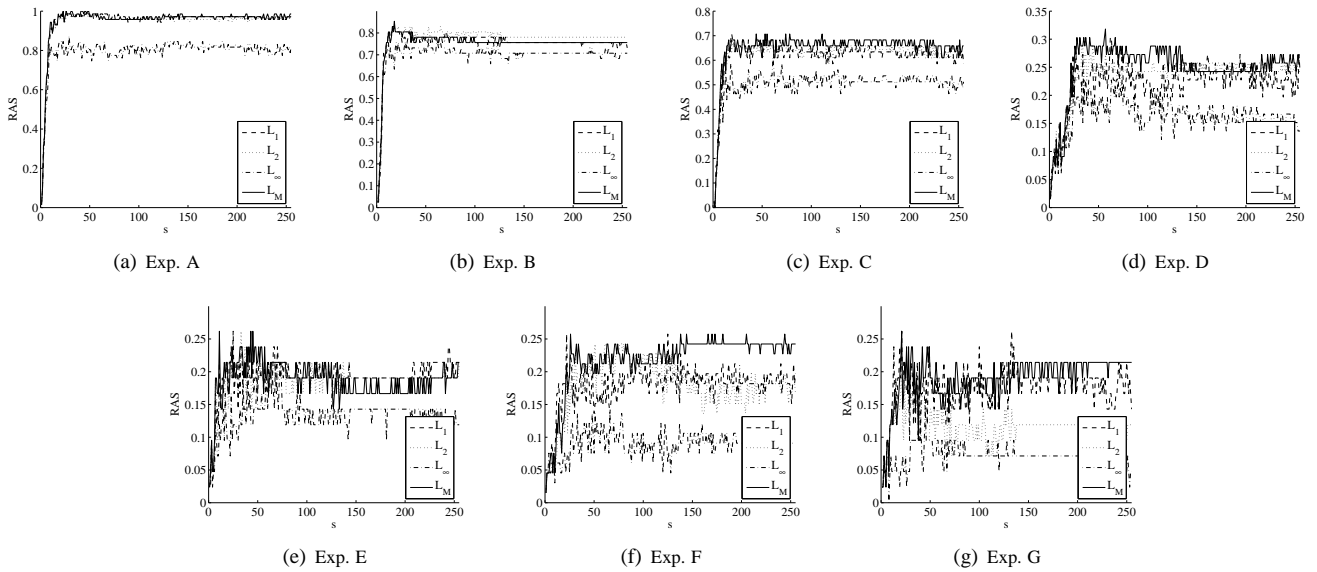 1
0.8
0.6
0.4
0.2
0
RAS
0 50 100 150 200 250
s
L1
L2
L∞
LM
(a) Exp. A
0.9
0.8
0.7
0.6
0.5
0.4
0.3
0.2
0.1
0
RAS
0 50 100 150 200 250
s
L1
L2
L∞
LM
(b) Exp. B
0.8
0.7
0.6
0.5
0.4
0.3
0.2
0.1
0
RAS
0 50 100 150 200 250
s
L1
L2
L∞
LM
(c) Exp. C
0.35
0.3
0.25
0.2
0.15
0.1
0.05
0
RAS
0 50 100 150 200 250
s
L1
L2
L∞
LM
(d) Exp. D
0.25
0.2
0.15
0.1
0.05
0
RAS
0 50 100 150 200 250
s
L1
L2
L∞
LM
(e) Exp. E
0.25
0.2
0.15
0.1
0.05
0
RAS
0 50 100 150 200 250
s
L1
L2
L∞
LM
(f) Exp. F
0.25
0.2
0.15
0.1
0.05
0
RAS
0 50 100 150 200 250
s
L1
L2
L∞
LM
(g) Exp. G